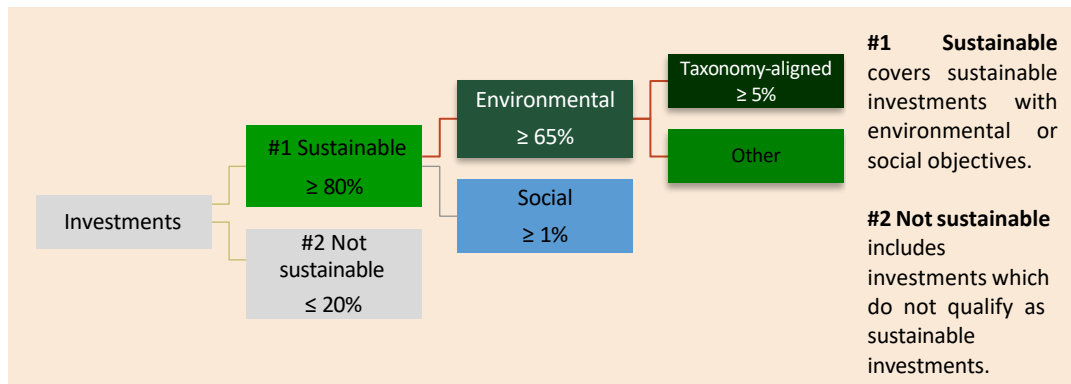 Investments
#1 Sustainable
≥ 80%
#2 Not
sustainable
≤ 20%
Environmental
≥ 65%
Social
≥ 1%
Taxonomy-aligned
≥ 5%
Other
#1 Sustainable
covers sustainable
investments with
environmental or
social objectives.
#2 Not sustainable
includes
investments which
do not qualify as
sustainable
investments.